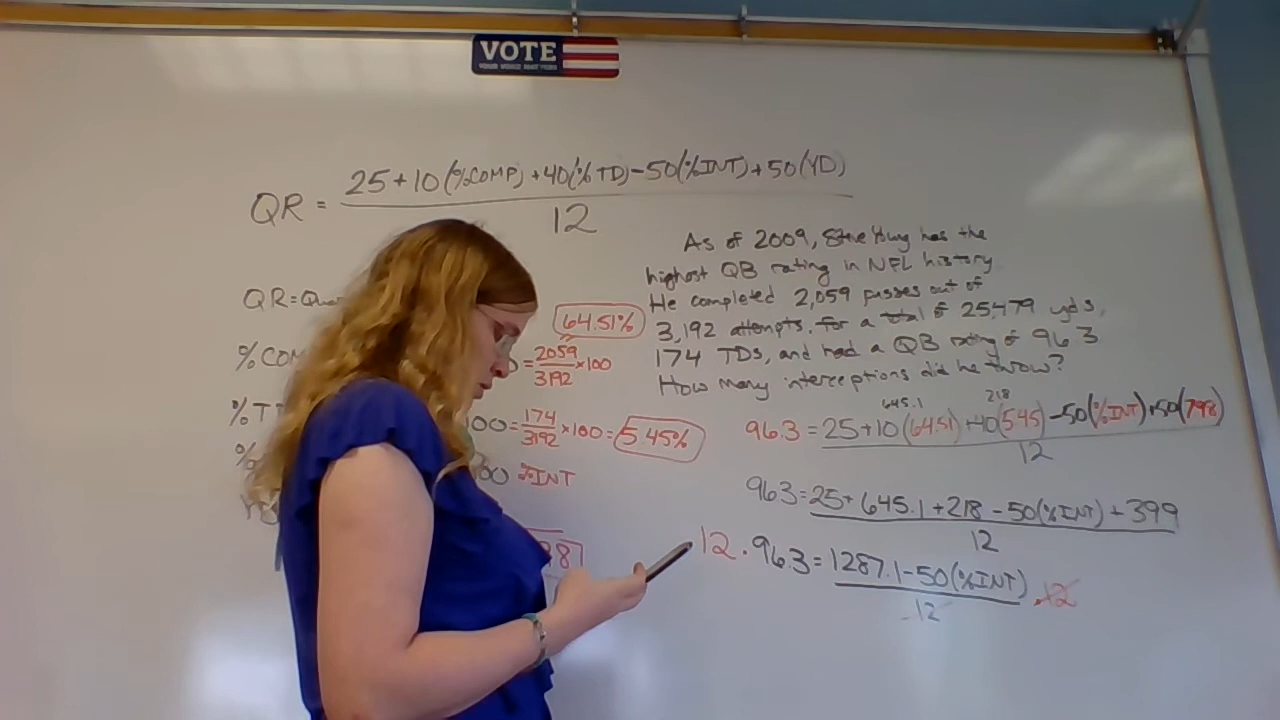 VOTE
QR = 25 + 10(%COMP) + 40(%TD) - 50(%INT) + 50(YD)
12
As of 2009, Steve Young has the
highest QB rating in NFL history
He completed 2,059 passes out of
3,192 attempts. for a total of 25,479 yds,
174 TDs, and had a QB rating of 96.3
How many interceptions did he throw?
QR = Qu
64.51%
% COM
= 2059/3192 × 100
% T
100 = 174/3192 × 100 = 5.45%
%
00 %INT
645.1 218
96.3 = 25 + 10(64.51) + 40(5.45) - 50(%INT) + 50(7.98)
12
96.3 = 25 + 645.1 + 218 - 50(%INT) + 399
12
12 · 96.3 = 1287.1 - 50(%INT) · 12
12